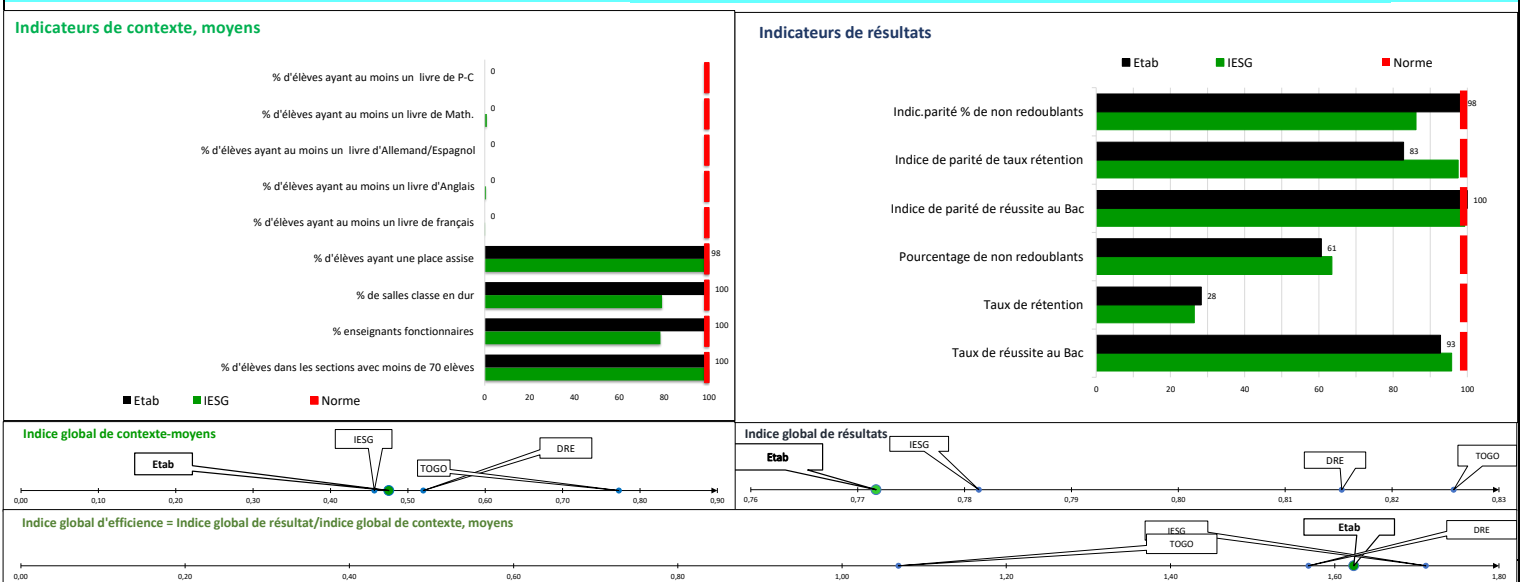 Indicateurs de contexte, moyens
% d'élèves ayant au moins un livre de P-C
0
% d'élèves ayant au moins un livre de Math.
0
% d'élèves ayant au moins un livre d'Allemand/Espagnol
0
% d'élèves ayant au moins un livre d'Anglais
0
% d'élèves ayant au moins un livre de français
0
% d'élèves ayant une place assise
98
% de salles classe en dur
100
% enseignants fonctionnaires
100
% d'élèves dans les sections avec moins de 70 elèves
100
0 20 40 60 80 100
Etab IESG Norme
Indicateurs de résultats
Etab IESG Norme
Indic.parité % de non redoublants
98
Indice de parité de taux rétention
83
Indice de parité de réussite au Bac
100
Pourcentage de non redoublants
61
Taux de rétention
28
Taux de réussite au Bac
93
0 20 40 60 80 100
Indice global de contexte-moyens
IESG
DRE
Etab
TOGO
0,00 0,10 0,20 0,30 0,40 0,50 0,60 0,70 0,80 0,90
Indice global de résultats
IESG
Etab
DRE
TOGO
0,76 0,77 0,78 0,79 0,80 0,81 0,82 0,83
Indice global d'efficience = Indice global de résultat/indice global de contexte, moyens
IESG
TOGO
Etab
DRE
0,00 0,20 0,40 0,60 0,80 1,00 1,20 1,40 1,60 1,80